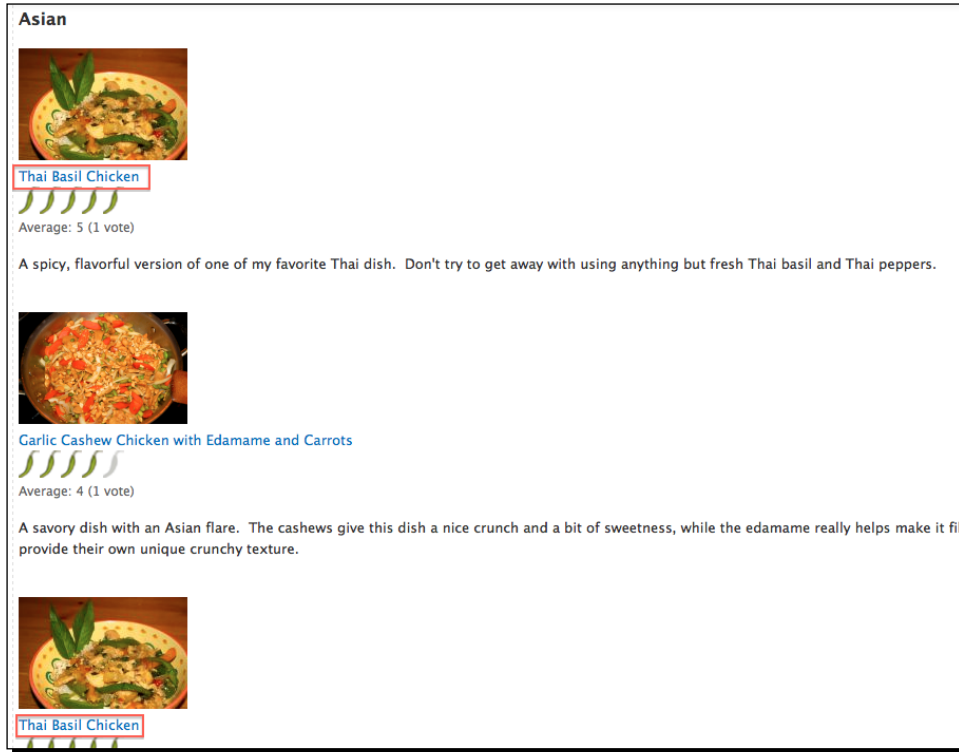 Asian
Thai Basil Chicken
Average: 5 (1 vote)
A spicy, flavorful version of one of my favorite Thai dish.  Don't try to get away with using anything but fresh Thai basil and Thai peppers.
Garlic Cashew Chicken with Edamame and Carrots
Average: 4 (1 vote)
A savory dish with an Asian flare.  The cashews give this dish a nice crunch and a bit of sweetness, while the edamame really helps make it
provide their own unique crunchy texture.
Thai Basil Chicken